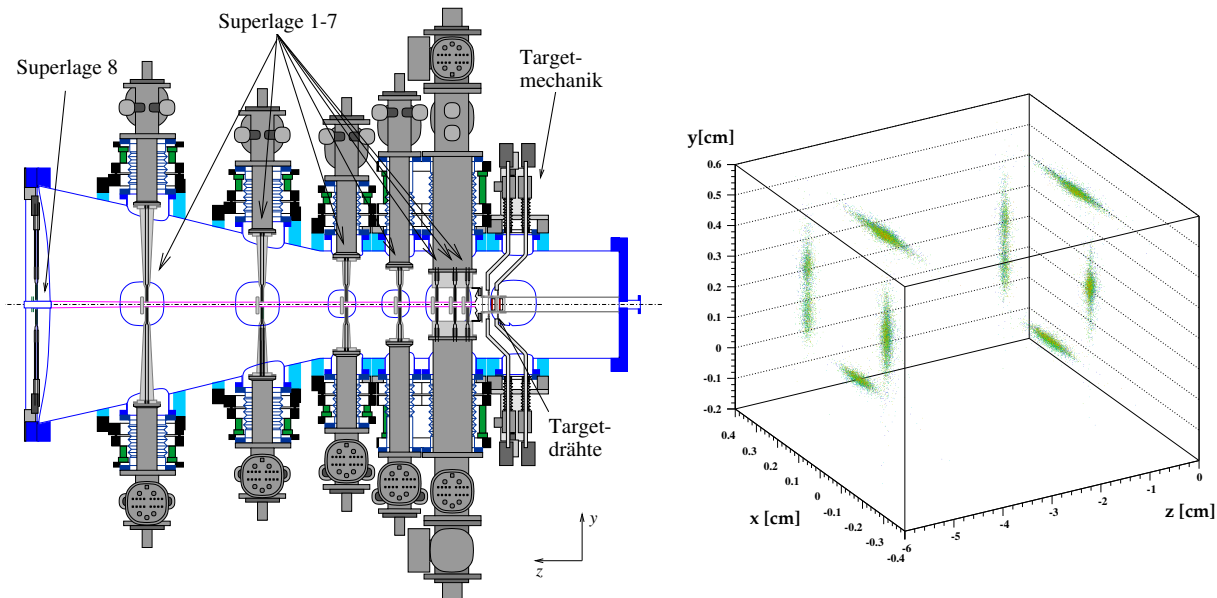 Superlage 1-7
Superlage 8
Target-
mechanik
Target-
drähte
y
z
y[cm]
0.6
0.5
0.4
0.3
0.2
0.1
0
-0.1
-0.2
0.4
0.3
0.2
0.1
0
-0.1
-0.2
-0.3
-0.4
x [cm]
-6
-5
-4
-3
-2
-1
0
z [cm]